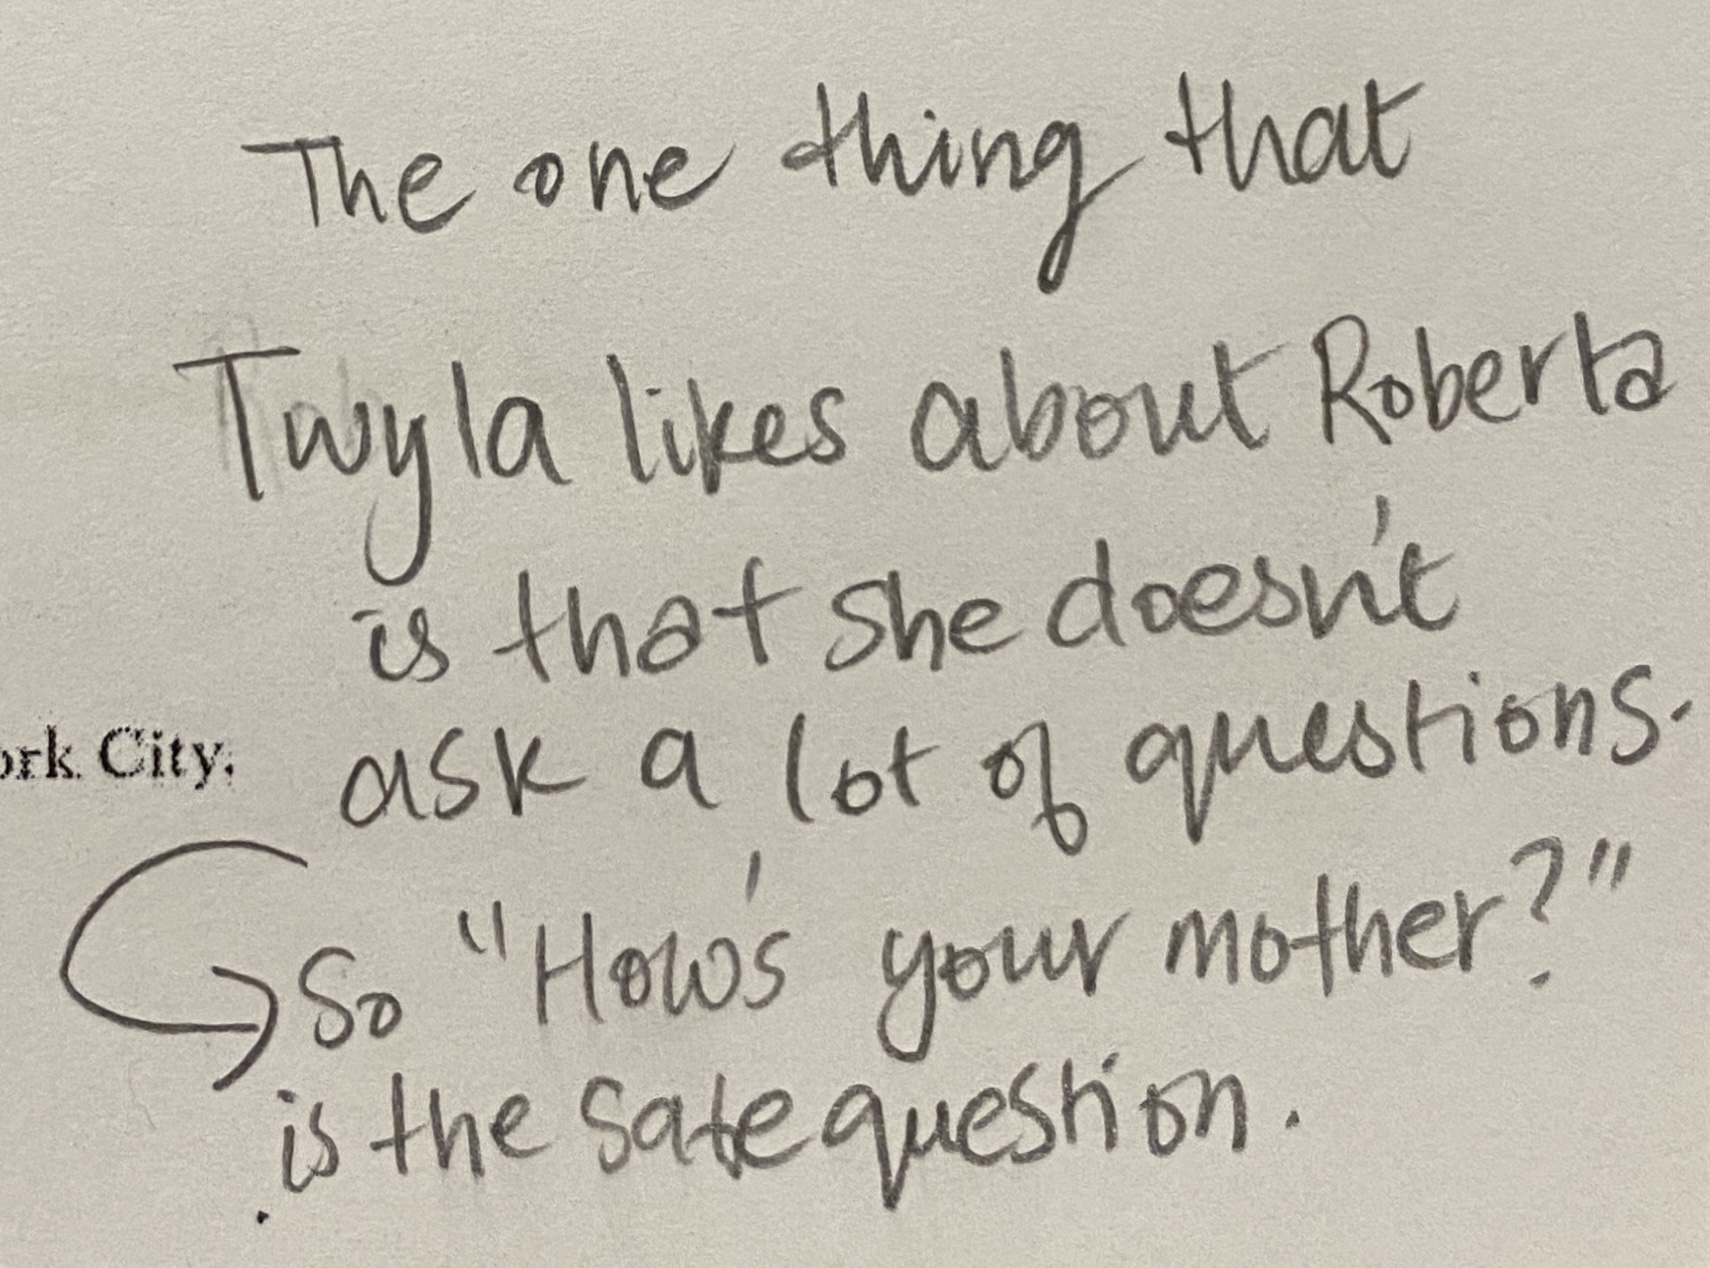 The one thing that
Twyla likes about Roberta
is that she doesn't
ask a lot of questions.
ork City.
So "How's your mother?"
is the safe question.